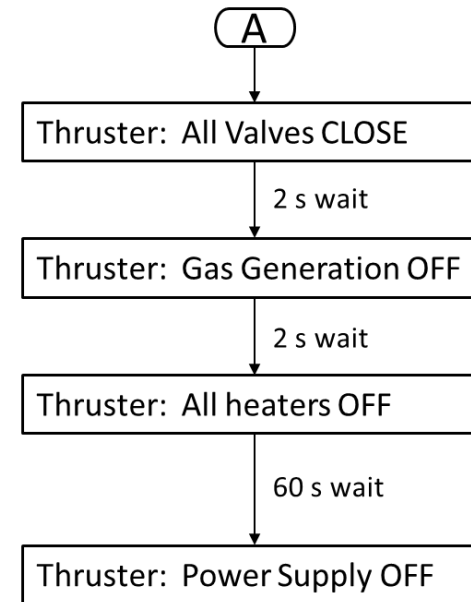 A
Thruster: All Valves CLOSE
2 s wait
Thruster: Gas Generation OFF
2 s wait
Thruster: All heaters OFF
60 s wait
Thruster: Power Supply OFF